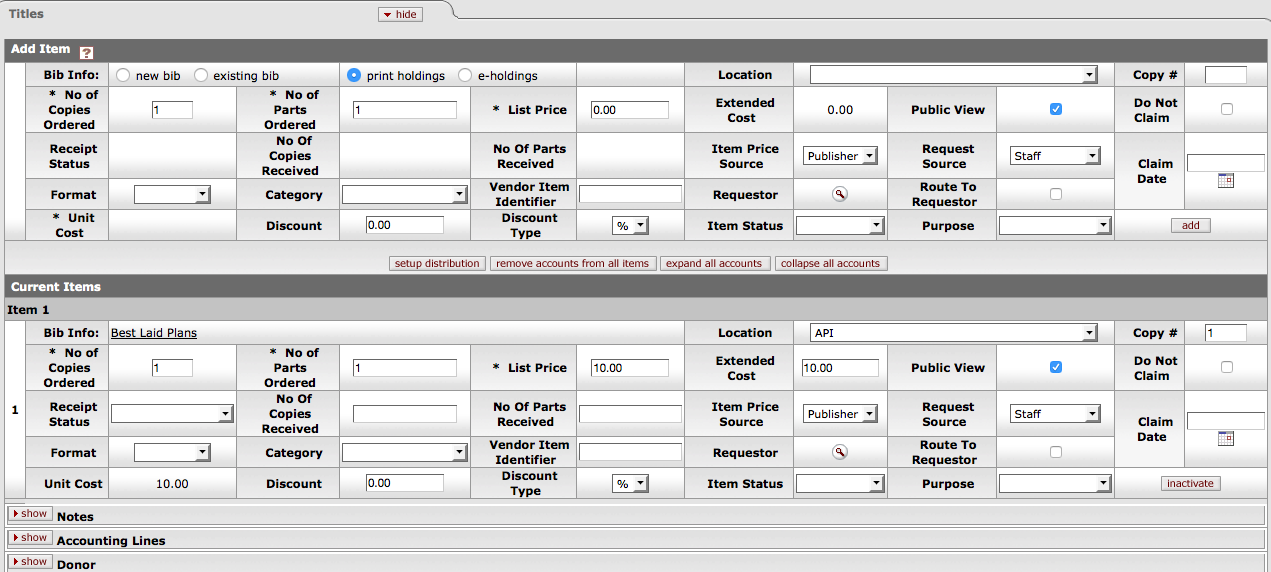 Titles hide
Add Item ?
Bib Info: new bib existing bib print holdings e-holdings Location Copy #
* No of Copies Ordered 1 * No of Parts Ordered 1 * List Price 0.00 Extended Cost 0.00 Public View Do Not Claim
Receipt Status No Of Copies Received No Of Parts Received Item Price Source Publisher Request Source Staff Claim Date
Format Category Vendor Item Identifier Requestor Route To Requestor
* Unit Cost Discount 0.00 Discount Type % Item Status Purpose add
setup distribution remove accounts from all items expand all accounts collapse all accounts
Current Items
Item 1
Bib Info: Best Laid Plans Location API Copy # 1
* No of Copies Ordered 1 * No of Parts Ordered 1 * List Price 10.00 Extended Cost 10.00 Public View Do Not Claim
1 Receipt Status No Of Copies Received No Of Parts Received Item Price Source Publisher Request Source Staff Claim Date
Format Category Vendor Item Identifier Requestor Route To Requestor
Unit Cost 10.00 Discount 0.00 Discount Type % Item Status Purpose inactivate
show Notes
show Accounting Lines
show Donor